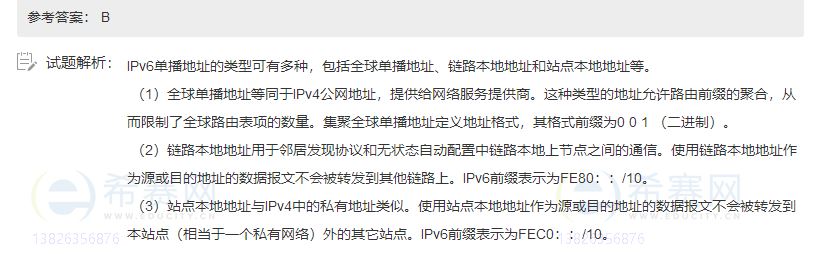 参考答案： B
试题解析： IPv6单播地址的类型可有多种，包括全球单播地址、链路本地地址和站点本地地址等。
（1）全球单播地址等同于IPv4公网地址，提供给网络服务提供商。这种类型的地址允许路由前缀的聚合，从
而限制了全球路由表项的数量。集聚全球单播地址定义地址格式，其格式前缀为0 0 1 （二进制）。
（2）链路本地地址用于邻居发现协议和无状态自动配置中链路本地上节点之间的通信。使用链路本地地址作
为源或目的地址的数据报文不会被转发到其他链路上。IPv6前缀表示为FE80：：/10。
（3）站点本地地址与IPv4中的私有地址类似。使用站点本地地址作为源或目的地址的数据报文不会被转发到
本站点（相当于一个私有网络）外的其它站点。IPv6前缀表示为FEC0：：/10。
希赛网
WWW.EDUCITY.CN
13826356876
希赛网
WWW.EDUCITY.CN
13826356876